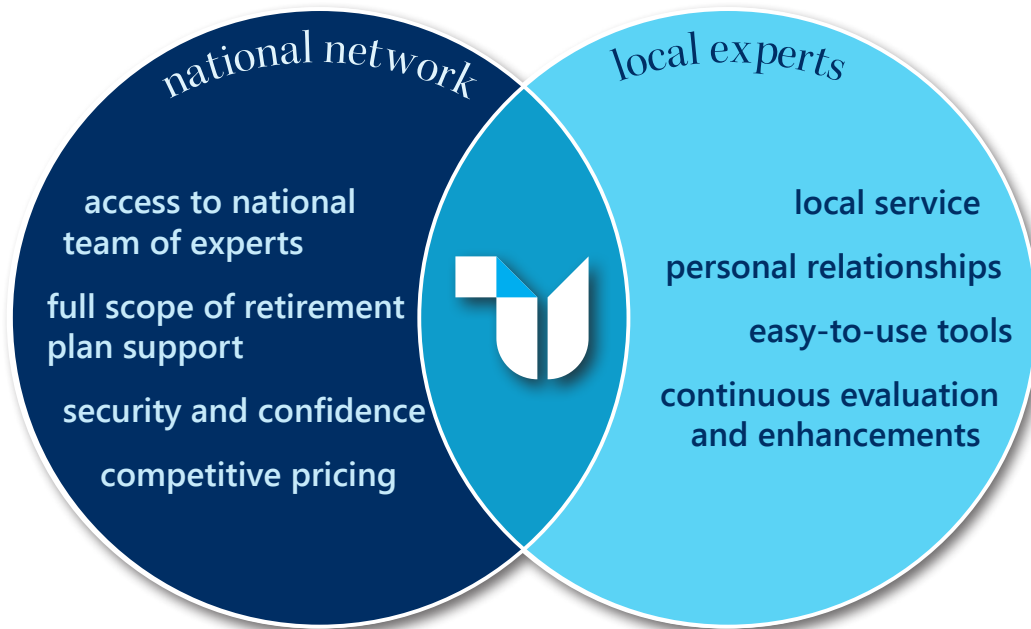 national network
access to national
team of experts
full scope of retirement
plan support
security and confidence
competitive pricing
local experts
local service
personal relationships
easy-to-use tools
continuous evaluation
and enhancements